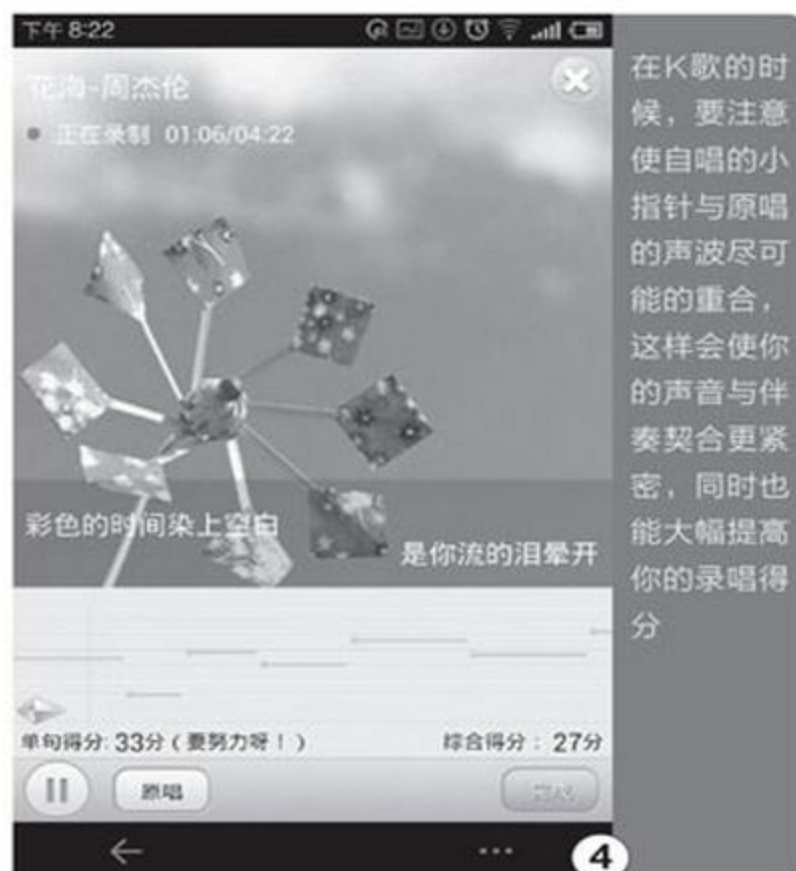 下午 8:22
花海-周杰伦
正在录制 01:06/04:22
彩色的时间染上空白
是你流的泪晕开
单句得分: 33分 ( 要努力呀! )
综合得分: 27分
原唱
完成
4
在K歌的时
候，要注意
使自唱的小
指针与原唱
的声波尽可
能的重合，
这样会使你
的声音与伴
奏契合更紧
密，同时也
能大幅提高
你的录唱得
分